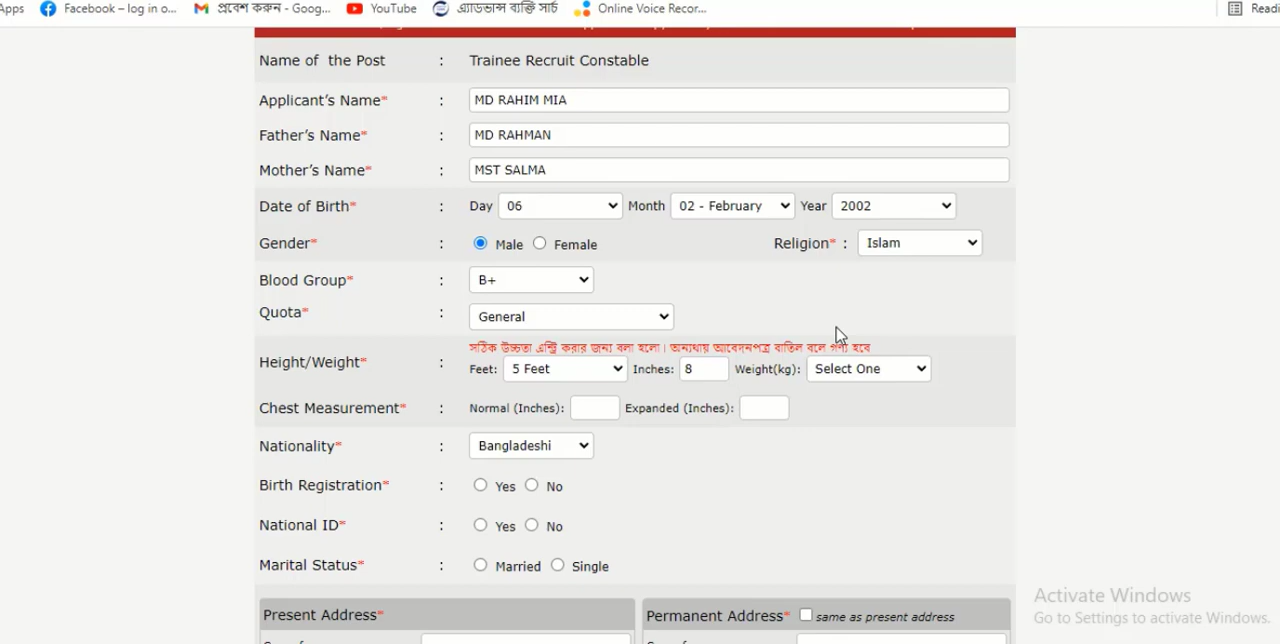 Apps Facebook – log in o... প্রবেশ করুন - Goog... YouTube এ্যাডভান্স ব্যক্তি সার্চ Online Voice Recor... Readi
Name of the Post : Trainee Recruit Constable
Applicant's Name* : MD RAHIM MIA
Father's Name* : MD RAHMAN
Mother's Name* : MST SALMA
Date of Birth* : Day 06 Month 02 - February Year 2002
Gender* : Male Female Religion* : Islam
Blood Group* : B+
Quota* : General
সঠিক উচ্চতা এন্ট্রি করার জন্য বলা হলো। অন্যথায় আবেদনপত্র বাতিল বলে গণ্য হবে
Height/Weight* : Feet: 5 Feet Inches: 8 Weight(kg): Select One
Chest Measurement* : Normal (Inches): Expanded (Inches):
Nationality* : Bangladeshi
Birth Registration* : Yes No
National ID* : Yes No
Marital Status* : Married Single
Present Address* Permanent Address* same as present address
Activate Windows
Go to Settings to activate Windows.